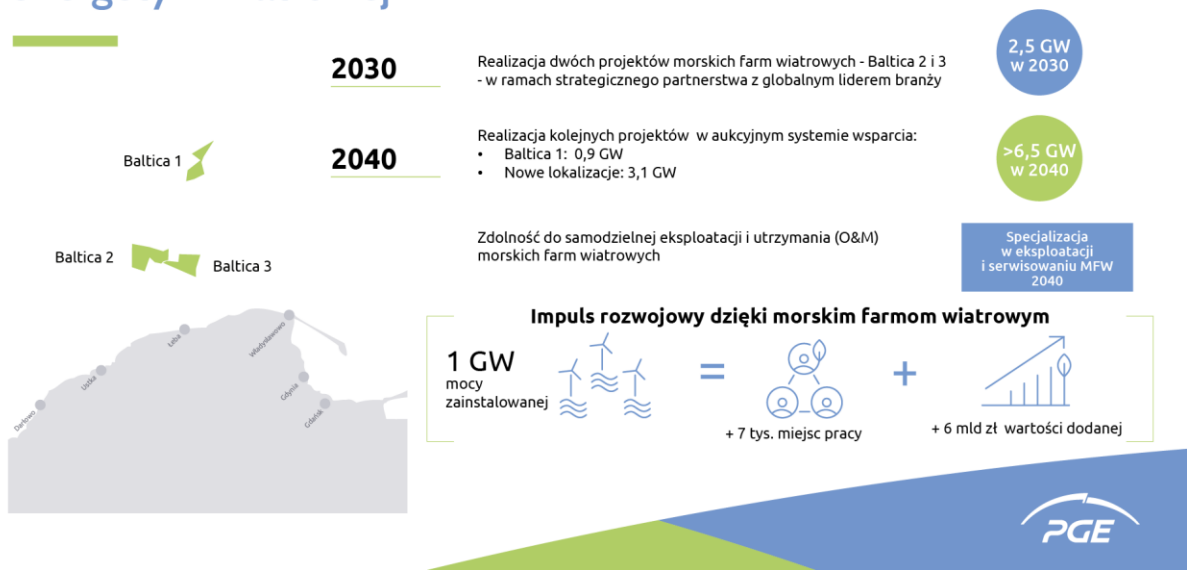 2030
Realizacja dwóch projektów morskich farm wiatrowych - Baltica 2 i 3
- w ramach strategicznego partnerstwa z globalnym liderem branży
2,5 GW
w 2030
2040
Realizacja kolejnych projektów w aukcyjnym systemie wsparcia:
• Baltica 1: 0,9 GW
• Nowe lokalizacje: 3,1 GW
>6,5 GW
w 2040
Baltica 1
Baltica 2
Baltica 3
Zdolność do samodzielnej eksploatacji i utrzymania (O&M)
morskich farm wiatrowych
Specjalizacja
w eksploatacji
i serwisowaniu MFW
2040
Darłowo
Ustka
Łeba
Władysławowo
Gdynia
Gdańsk
Impuls rozwojowy dzięki morskim farmom wiatrowym
1 GW
mocy
zainstalowanej
=
+ 7 tys. miejsc pracy
+
+ 6 mld zł wartości dodanej
PGE